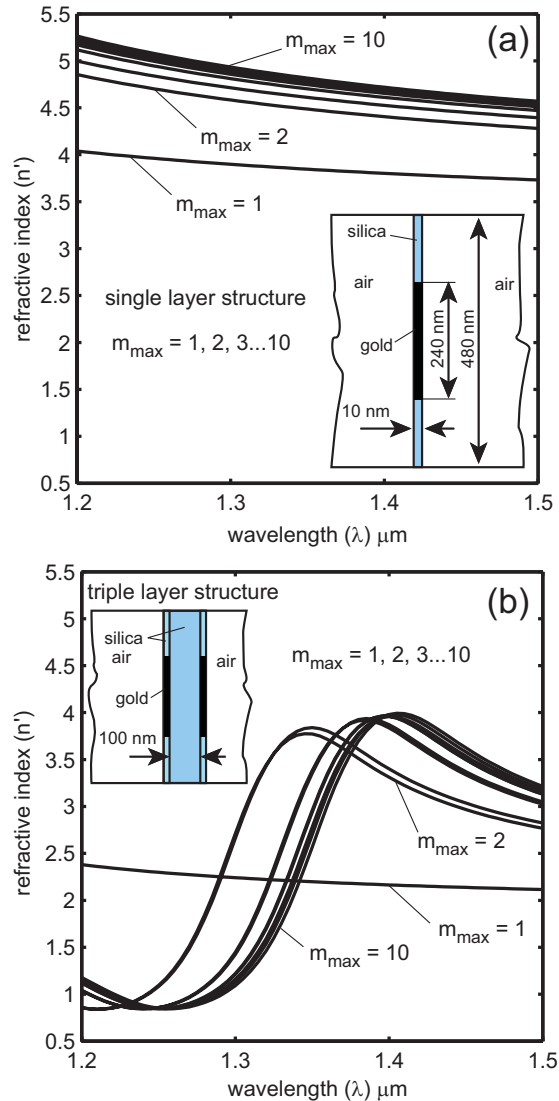 (a)
5.5
5
4.5
4
3.5
3
2.5
2
1.5
1
0.5
refractive index (n')
m_max = 10
m_max = 2
m_max = 1
single layer structure
m_max = 1, 2, 3...10
silica
air
air
gold
240 nm
480 nm
10 nm
1.2
1.3
1.4
1.5
wavelength (λ) μm
(b)
5.5
5
4.5
4
3.5
3
2.5
2
1.5
1
0.5
refractive index (n')
triple layer structure
silica
air
air
gold
100 nm
m_max = 1, 2, 3...10
m_max = 2
m_max = 1
m_max = 10
1.2
1.3
1.4
1.5
wavelength (λ) μm